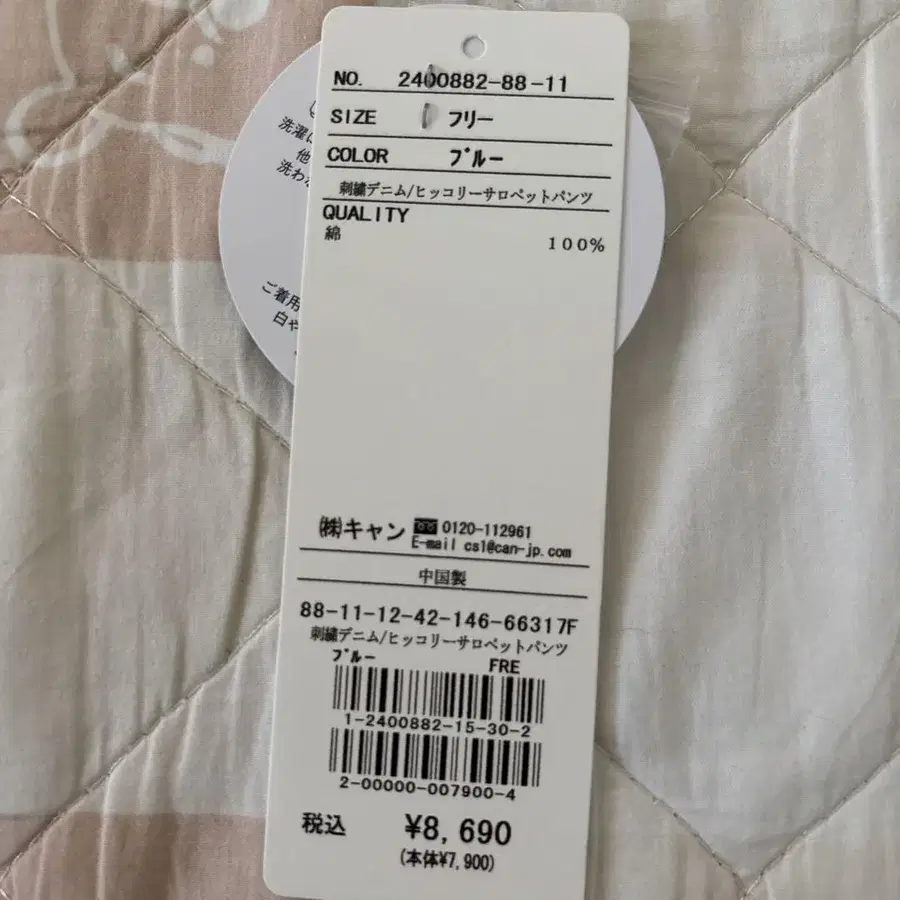 NO. 2400882-88-11
SIZE フリー
COLOR ブルー
刺繍デニム/ヒッコリーサロペットパンツ
QUALITY
綿 100%
㈱キャン 0120-112961
E-mail cs1@can-jp.com
中国製
88-11-12-42-146-66317F
刺繍デニム/ヒッコリーサロペットパンツ
ブルー FRE
1-2400882-15-30-2
2-00000-007900-4
税込 ¥8,690
(本体¥7,900)
洗濯に
他
洗わ
ご着用
白や